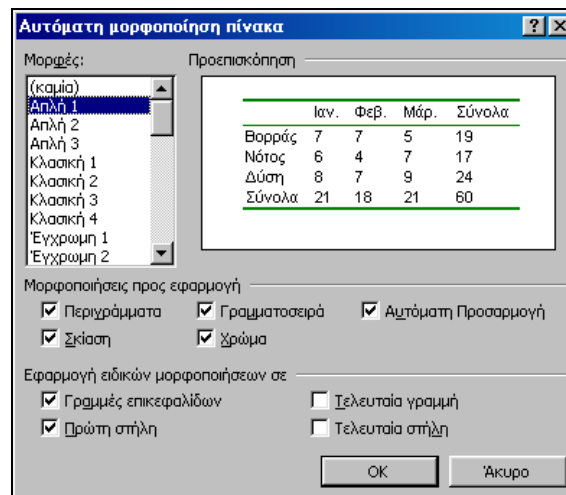 Αυτόματη μορφοποίηση πίνακα
Μορφές: Προεπισκόπηση
(καμία)
Απλή 1
Απλή 2
Απλή 3
Κλασική 1
Κλασική 2
Κλασική 3
Κλασική 4
Έγχρωμη 1
Έγχρωμη 2
Ιαν. Φεβ. Μάρ. Σύνολα
Βορράς 7 7 5 19
Νότος 6 4 7 17
Δύση 8 7 9 24
Σύνολα 21 18 21 60
Μορφοποιήσεις προς εφαρμογή
Περιγράμματα Γραμματοσειρά Αυτόματη Προσαρμογή
Σκίαση Χρώμα
Εφαρμογή ειδικών μορφοποιήσεων σε
Γραμμές επικεφαλίδων Τελευταία γραμμή
Πρώτη στήλη Τελευταία στήλη
OK Άκυρο